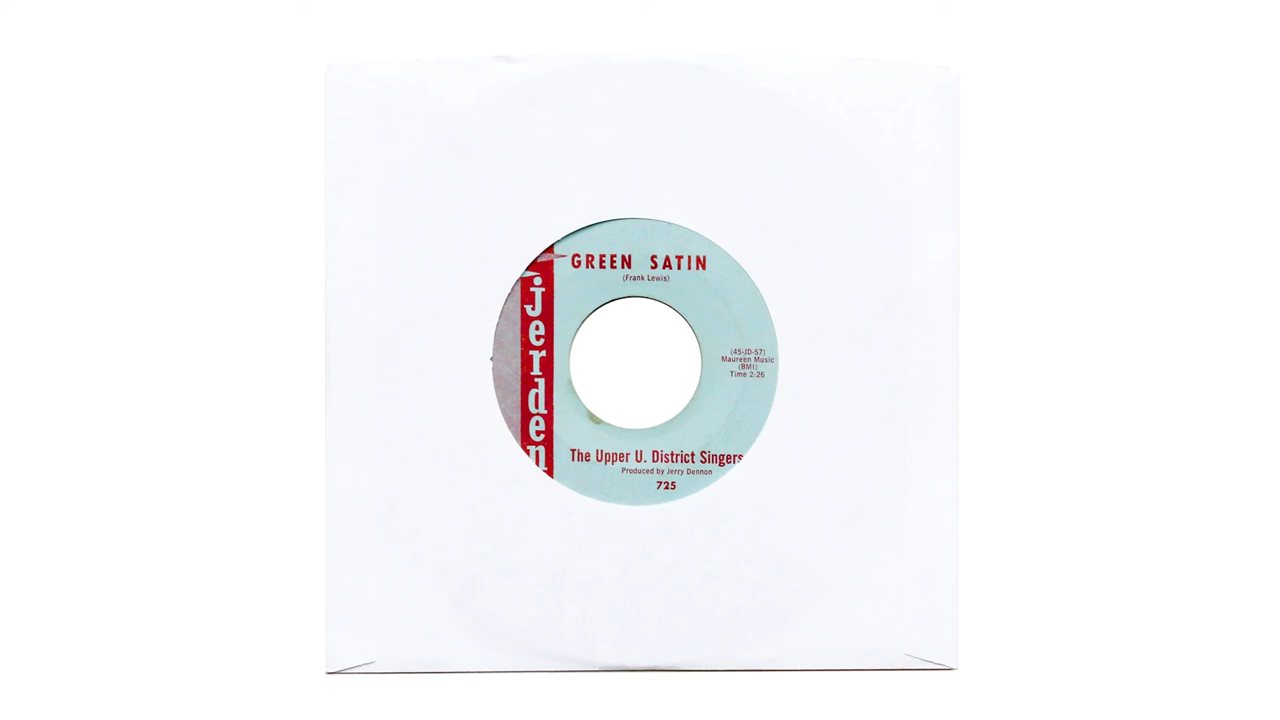 GREEN SATIN
(Frank Lewis)
jerden
(45-JD-57)
Maureen Music
(BMI)
Time 2:26
The Upper U. District Singers
Produced by Jerry Dennon
725